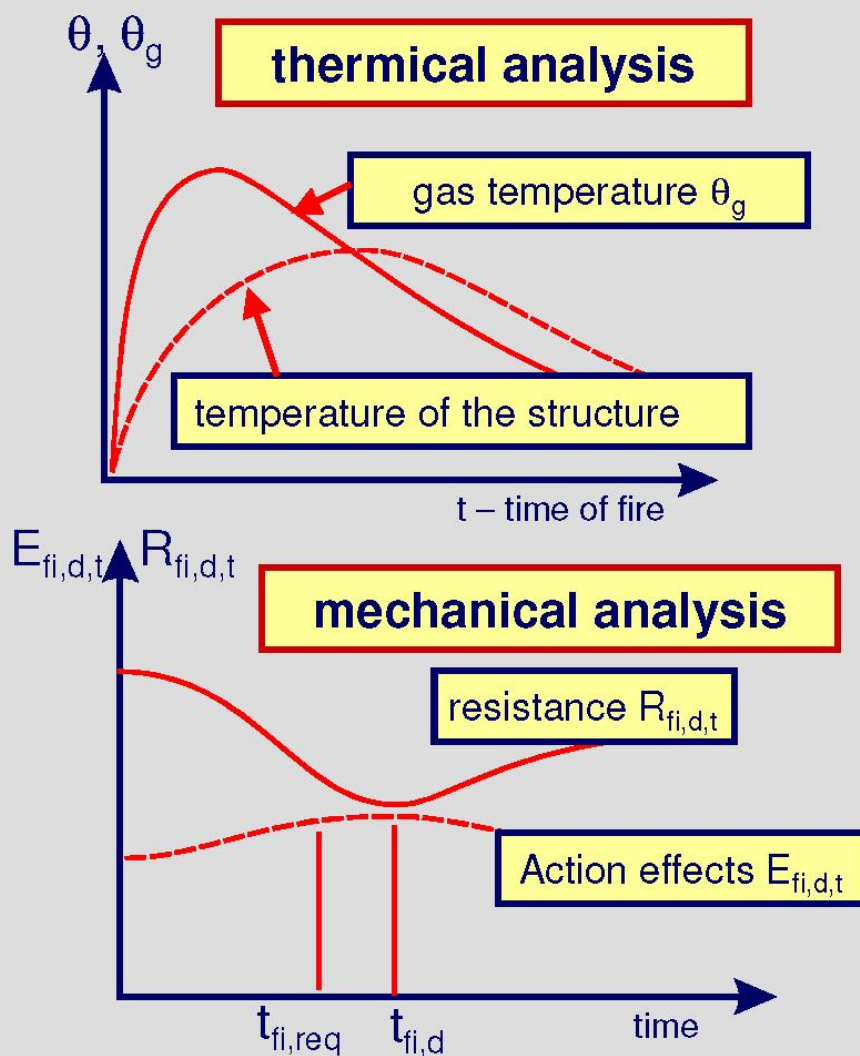 θ, θg
thermical analysis
gas temperature θg
temperature of the structure
t – time of fire
Efi,d,t Rfi,d,t
mechanical analysis
resistance Rfi,d,t
Action effects Efi,d,t
tfi,req tfi,d time